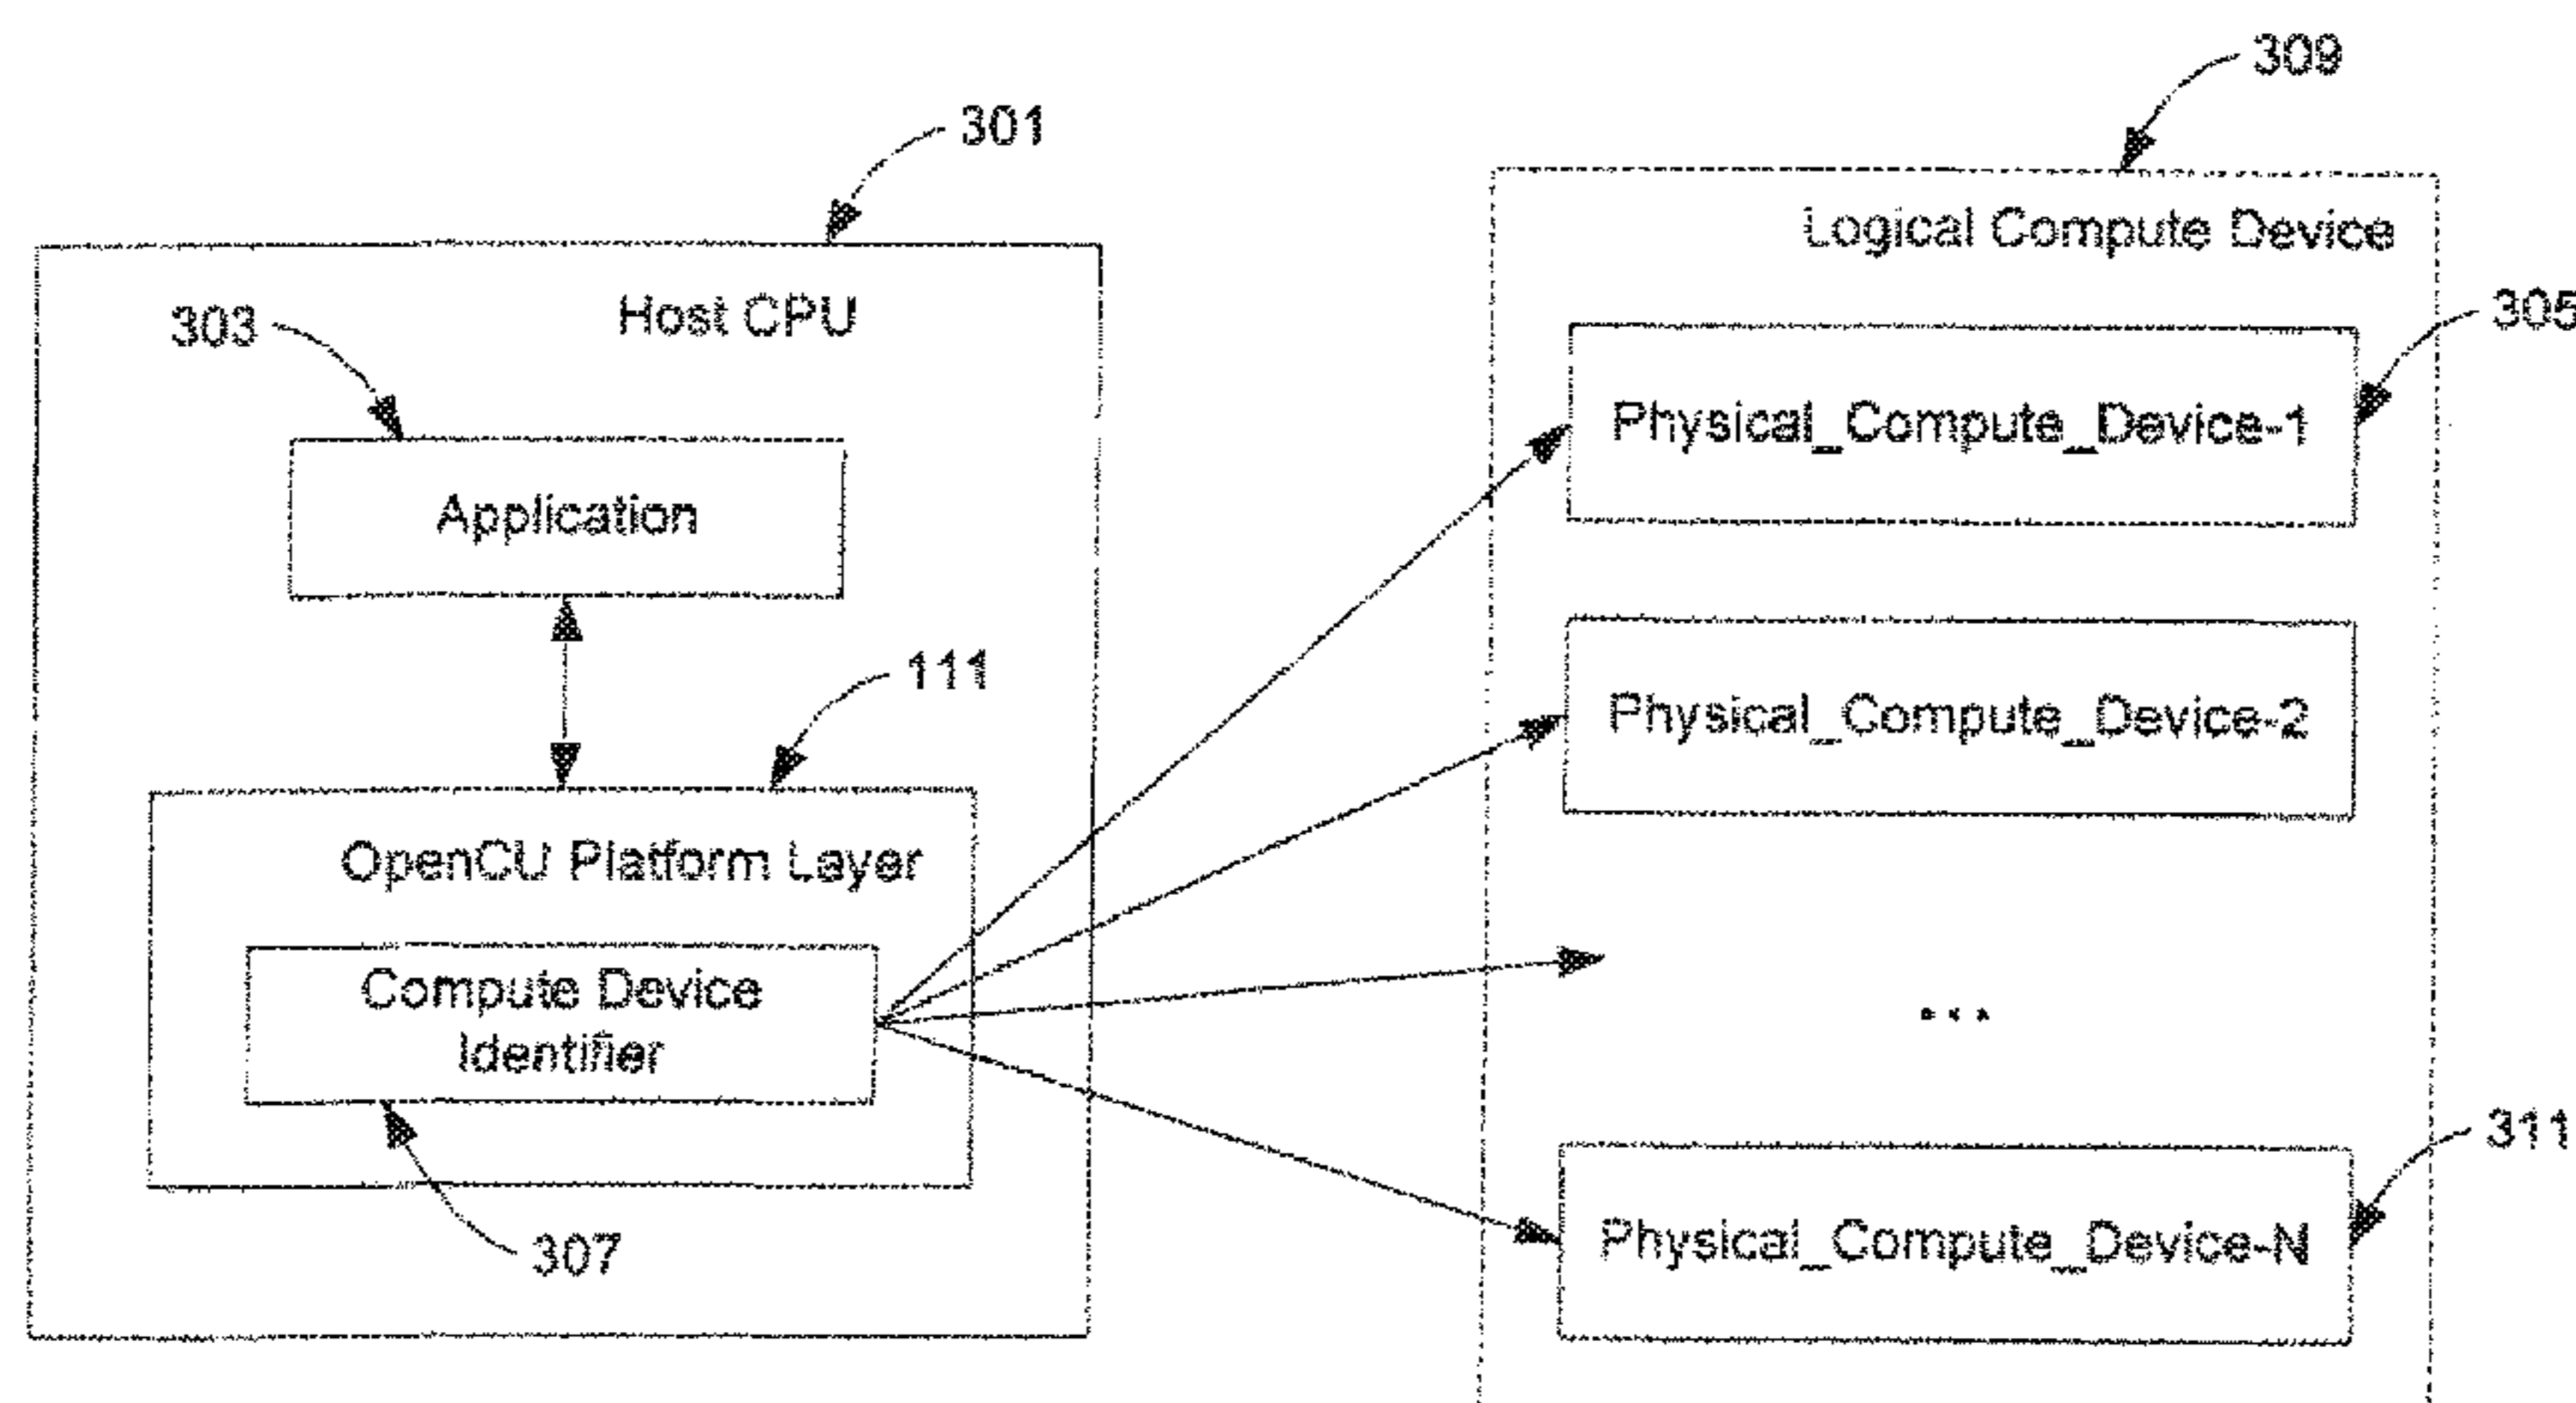 309
301
Logical Compute Device
303
Host CPU
305
Physical_Compute_Device-1
Application
111
Physical_Compute_Device-2
OpenCU Platform Layer
Compute Device
Identifier
...
311
307
Physical_Compute_Device-N